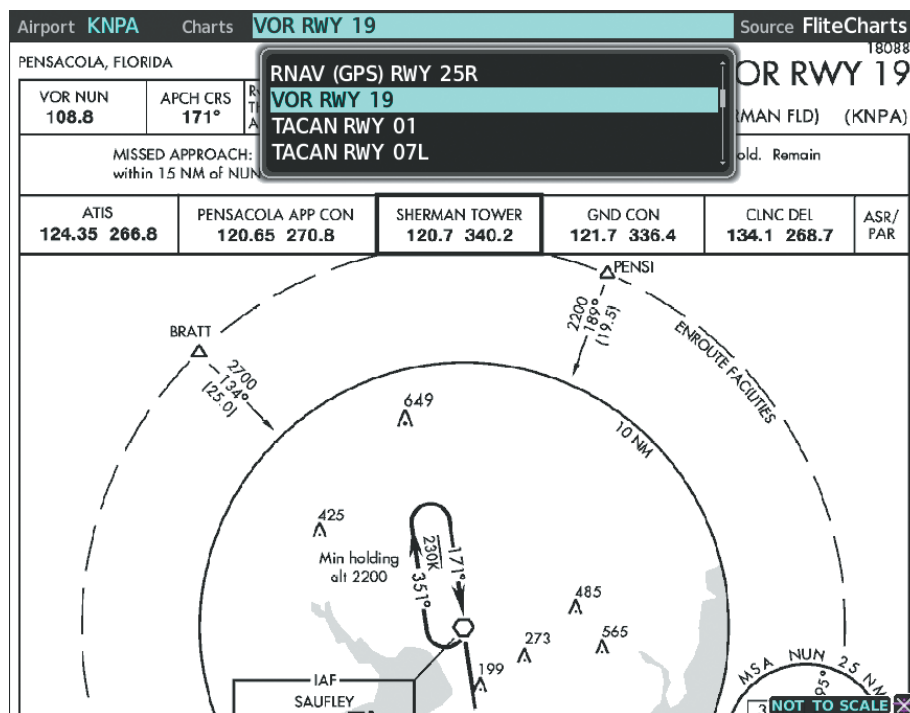 Airport KNPA Charts VOR RWY 19 Source FliteCharts
18088
PENSACOLA, FLORIDA
OR RWY 19
RNAV (GPS) RWY 25R
VOR RWY 19
TACAN RWY 01
TACAN RWY 07L
VOR NUN
108.8
APCH CRS
171°
RMAN FLD) (KNPA)
MISSED APPROACH:
old. Remain
within 15 NM of NUN
ATIS
124.35 266.8
PENSACOLA APP CON
120.65 270.8
SHERMAN TOWER
120.7 340.2
GND CON
121.7 336.4
CLNC DEL
134.1 268.7
ASR/
PAR
PENSI
2200
189°
(19.5)
BRATT
2700
134°
(25.0)
ENROUTE FACILITIES
649
10 NM
425
Min holding
alt 2200
230K
171°
351°
485
565
273
199
IAF
SAUFLEY
MSA NUN 25 NM
95°
3
NOT TO SCALE